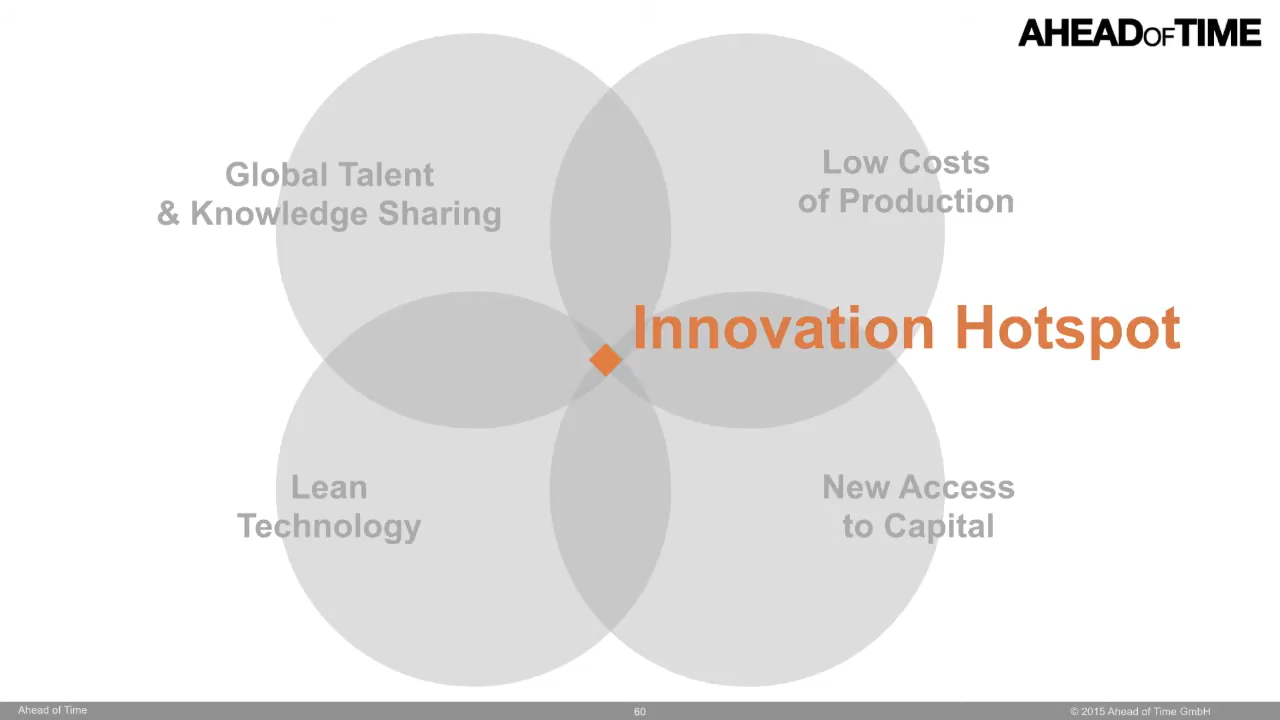 AHEADOFTIME
Global Talent
& Knowledge Sharing
Low Costs
of Production
Innovation Hotspot
Lean
Technology
New Access
to Capital
Ahead of Time
60
© 2015 Ahead of Time GmbH